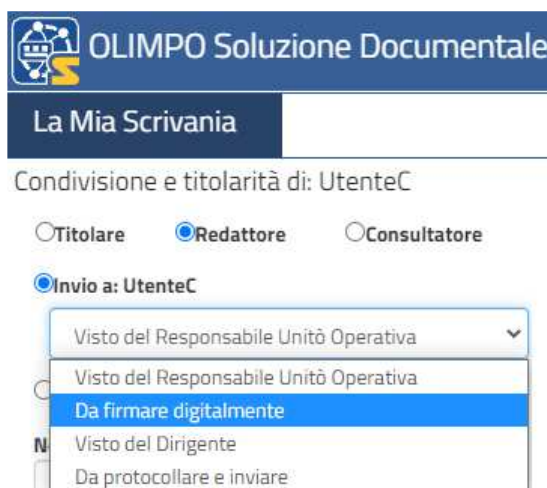 OLIMPO Soluzione Documentale
La Mia Scrivania
Condivisione e titolarità di: UtenteC
Titolare Redattore Consultatore
Invio a: UtenteC
Visto del Responsabile Unitò Operativa
Visto del Responsabile Unitò Operativa
Da firmare digitalmente
Visto del Dirigente
Da protocollare e inviare